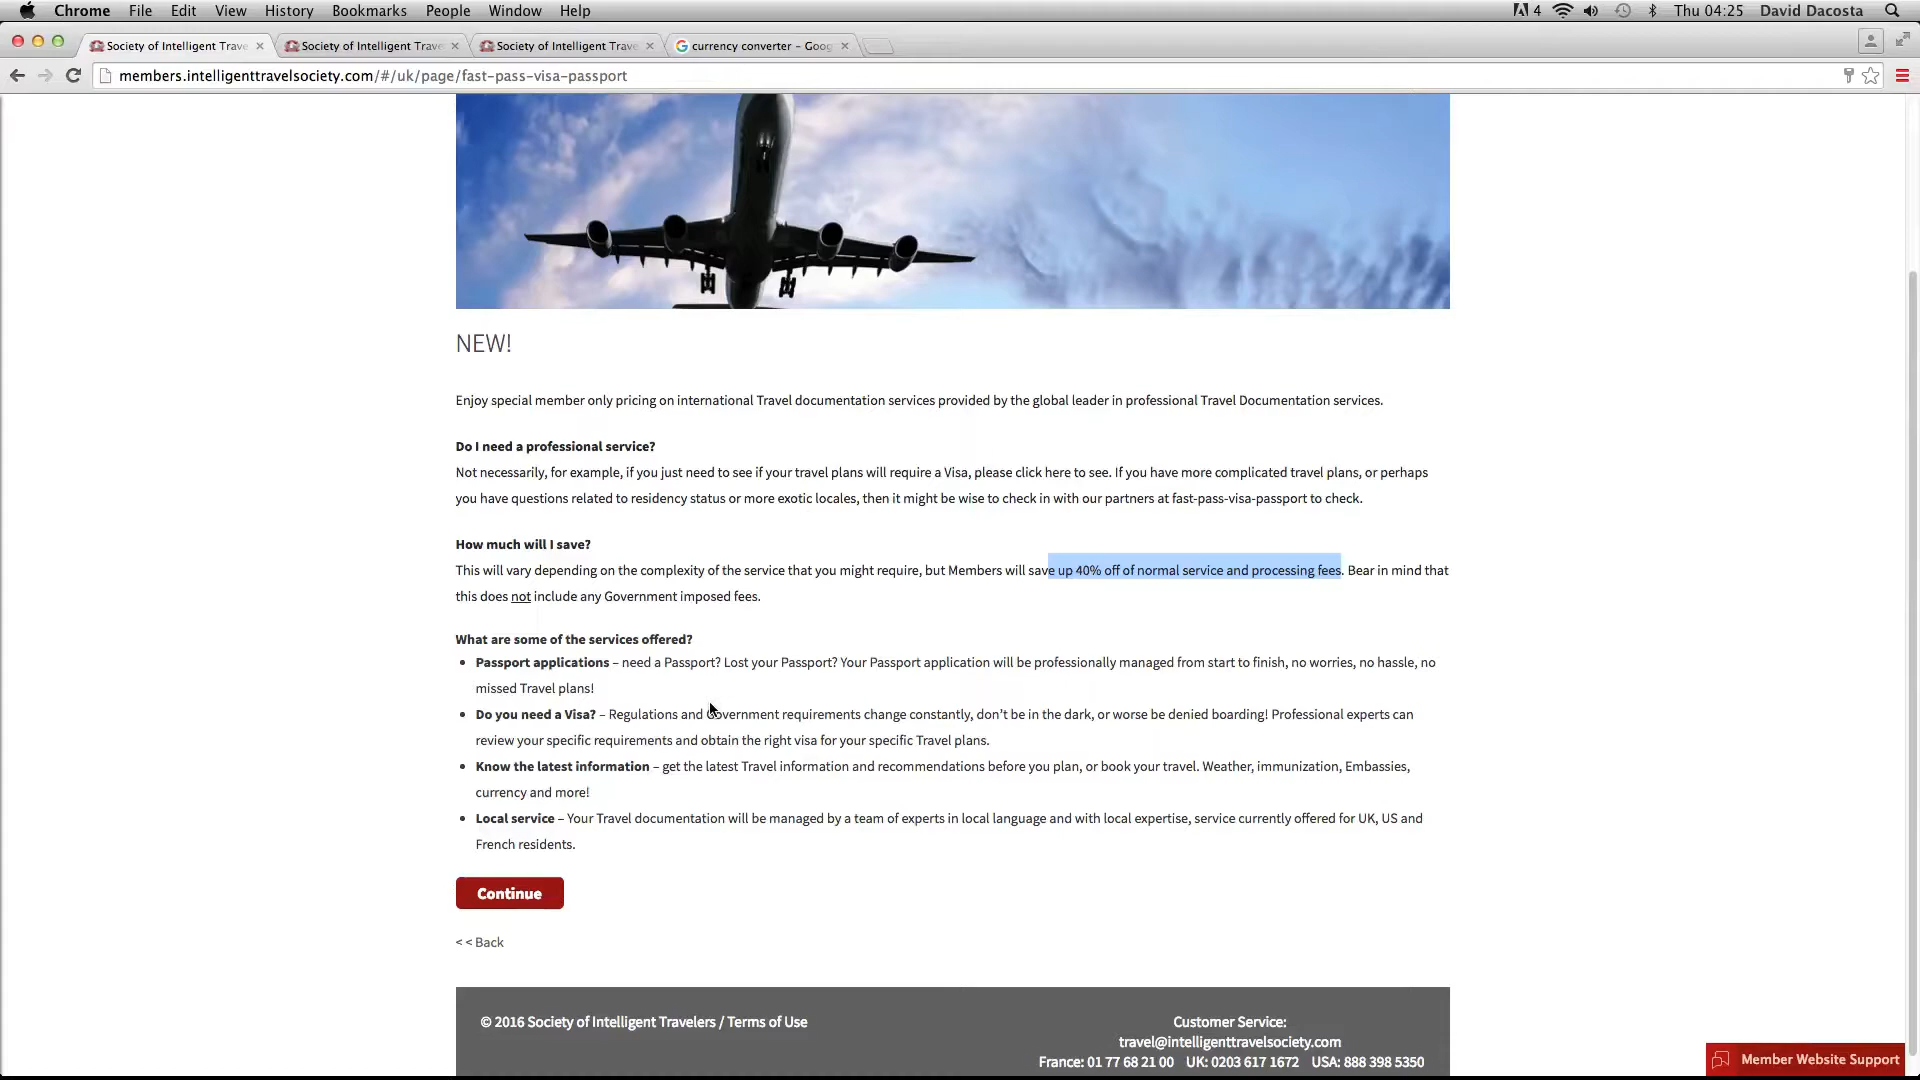 Chrome File Edit View History Bookmarks People Window Help 4 Thu 04:25 David Dacosta
Society of Intelligent Trave Society of Intelligent Trave Society of Intelligent Trave currency converter – Goog
members.intelligenttravelsociety.com/#/uk/page/fast-pass-visa-passport
NEW!
Enjoy special member only pricing on international Travel documentation services provided by the global leader in professional Travel Documentation services.
Do I need a professional service?
Not necessarily, for example, if you just need to see if your travel plans will require a Visa, please click here to see. If you have more complicated travel plans, or perhaps
you have questions related to residency status or more exotic locales, then it might be wise to check in with our partners at fast-pass-visa-passport to check.
How much will I save?
This will vary depending on the complexity of the service that you might require, but Members will save up 40% off of normal service and processing fees. Bear in mind that
this does not include any Government imposed fees.
What are some of the services offered?
• Passport applications – need a Passport? Lost your Passport? Your Passport application will be professionally managed from start to finish, no worries, no hassle, no
missed Travel plans!
• Do you need a Visa? – Regulations and Government requirements change constantly, don't be in the dark, or worse be denied boarding! Professional experts can
review your specific requirements and obtain the right visa for your specific Travel plans.
• Know the latest information – get the latest Travel information and recommendations before you plan, or book your travel. Weather, immunization, Embassies,
currency and more!
• Local service – Your Travel documentation will be managed by a team of experts in local language and with local expertise, service currently offered for UK, US and
French residents.
Continue
< < Back
© 2016 Society of Intelligent Travelers / Terms of Use
Customer Service:
travel@intelligenttravelsociety.com
France: 01 77 68 21 00 UK: 0203 617 1672 USA: 888 398 5350
Member Website Support